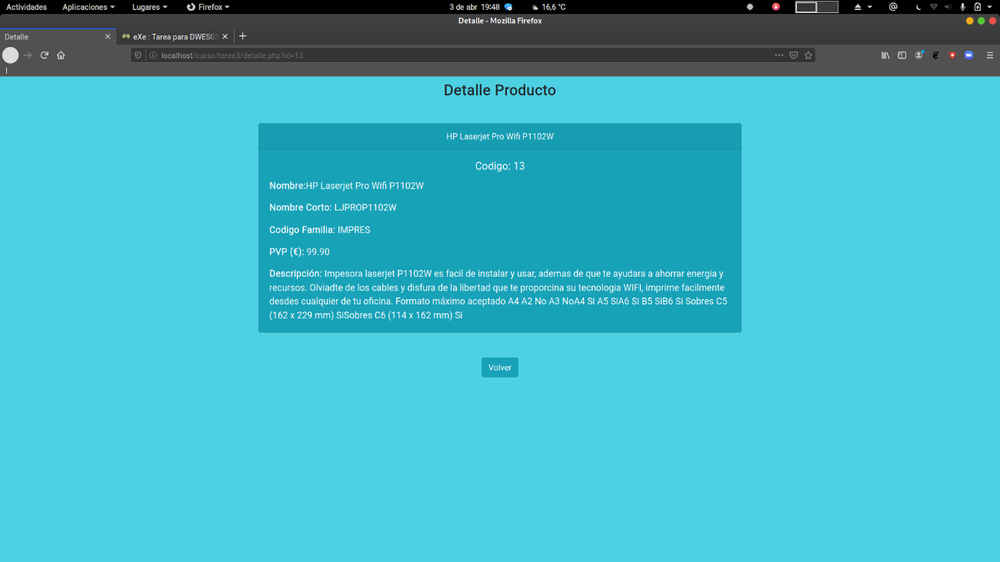 Actividades Aplicaciones Lugares Firefox 3 de abr 19:48 16,6 °C
Detalle - Mozilla Firefox
Detalle eXe : Tarea para DWES03
localhost/curso/tarea3/detalle.php?id=13
Detalle Producto
HP Laserjet Pro Wifi P1102W
Codigo: 13
Nombre:HP Laserjet Pro Wifi P1102W
Nombre Corto: LJPROP1102W
Codigo Familia: IMPRES
PVP (€): 99.90
Descripción: Impesora laserjet P1102W es facil de instalar y usar, ademas de que te ayudara a ahorrar energia y
recursos. Olviadte de los cables y disfura de la libertad que te proporcina su tecnologia WIFI, imprime facilmente
desdes cualquier de tu oficina. Formato máximo aceptado A4 A2 No A3 NoA4 Si A5 SiA6 Si B5 SiB6 Si Sobres C5
(162 x 229 mm) SiSobres C6 (114 x 162 mm) Si
Volver